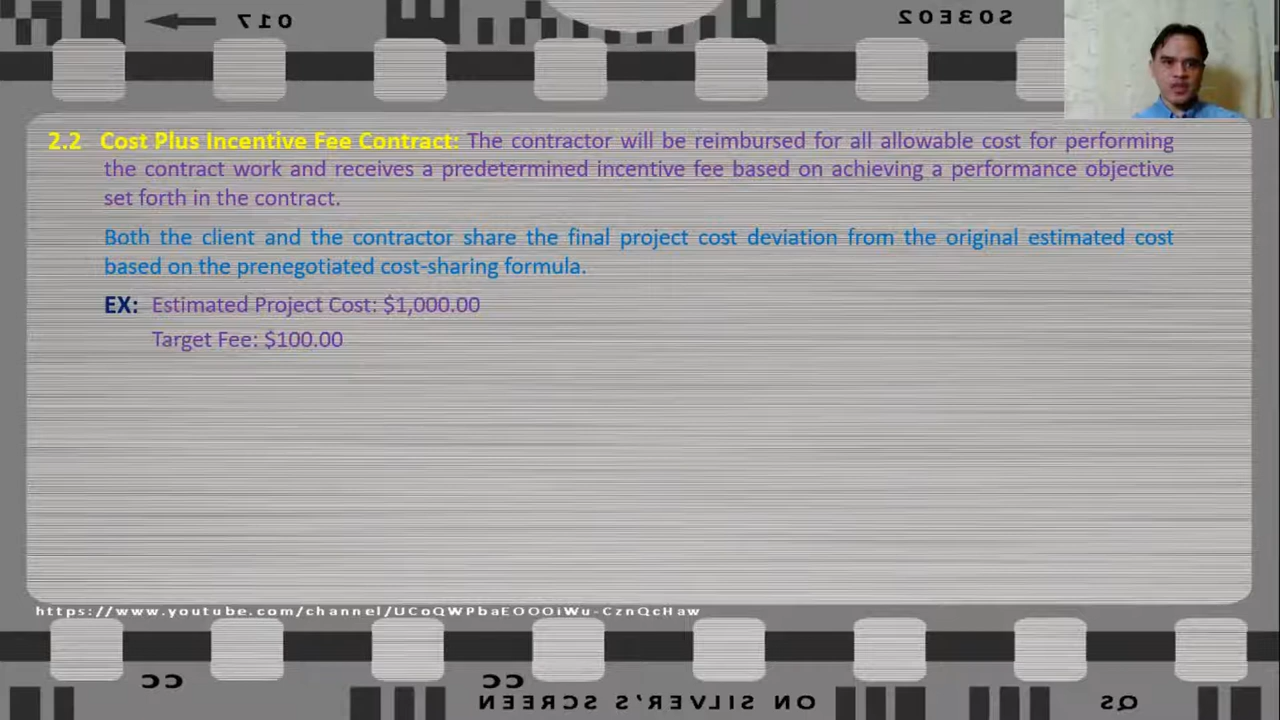 017
S03E02
2.2 Cost Plus Incentive Fee Contract: The contractor will be reimbursed for all allowable cost for performing
the contract work and receives a predetermined incentive fee based on achieving a performance objective
set forth in the contract.
Both the client and the contractor share the final project cost deviation from the original estimated cost
based on the prenegotiated cost-sharing formula.
EX: Estimated Project Cost: $1,000.00
Target Fee: $100.00
https://www.youtube.com/channel/UCoQWPbaEOOOiWu-CznQcHaw
CC
CC
ON SILVER'S SCREEN
QS